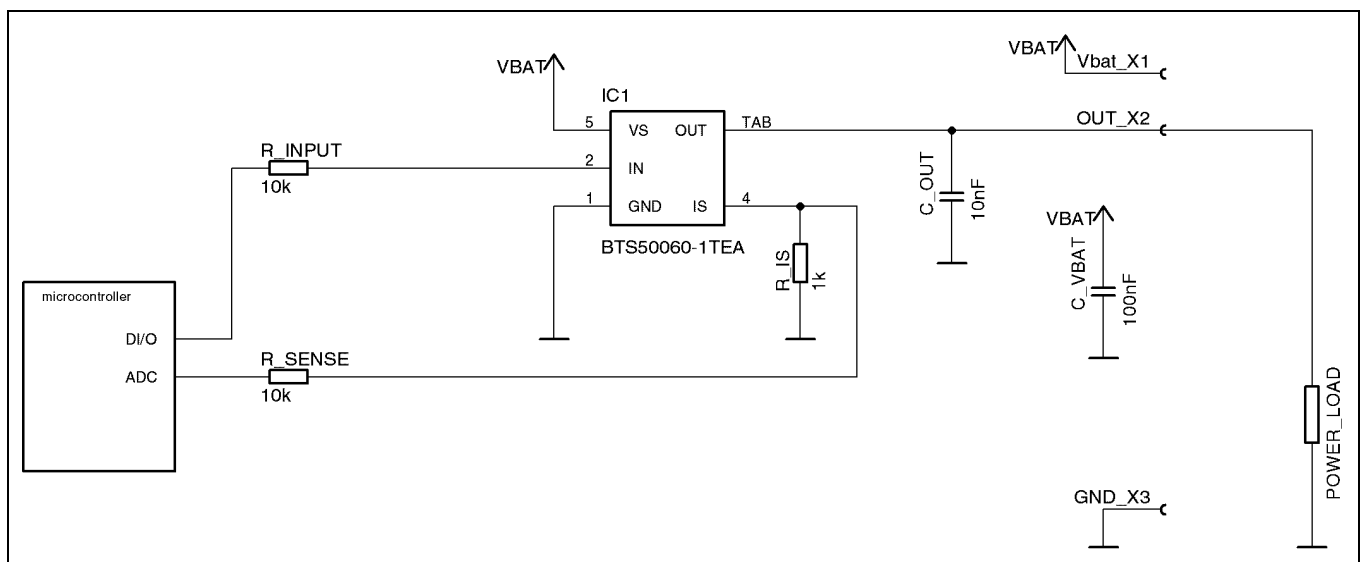 VBAT
Vbat_X1
VBAT
IC1
5 VS OUT TAB
OUT_X2
R_INPUT
10k
2 IN
1 GND IS 4
BTS50060-1TEA
C_OUT
10nF
VBAT
R_IS
1k
C_VBAT
100nF
microcontroller
DI/O
R_SENSE
ADC
10k
POWER_LOAD
GND_X3